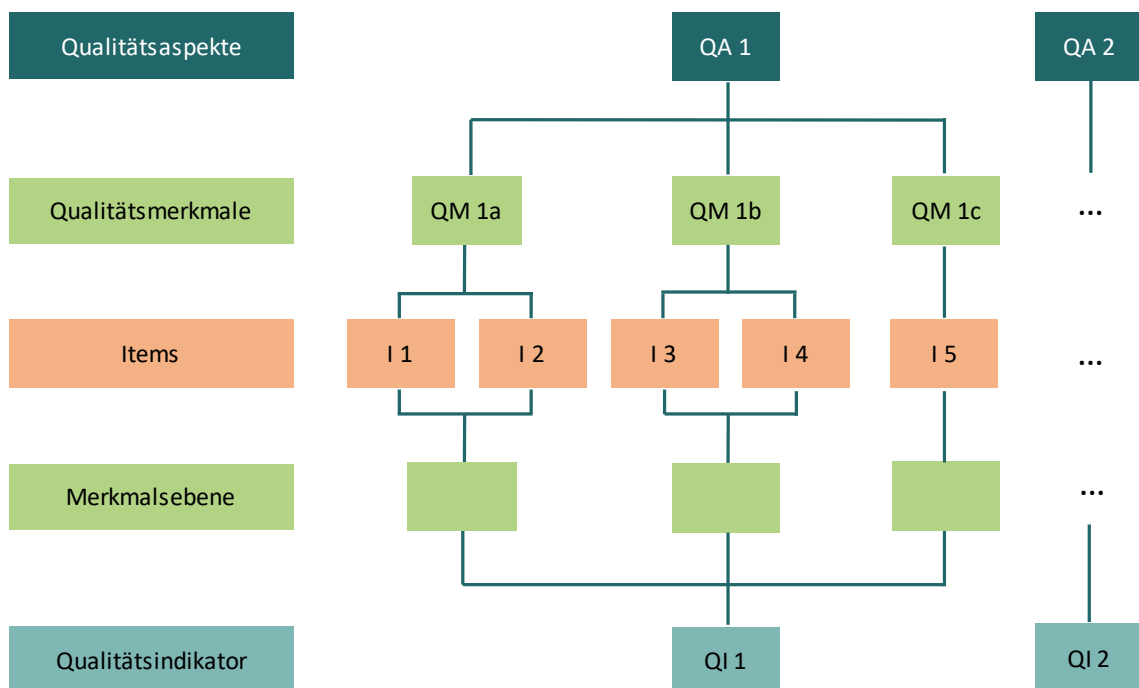 Qualitätsaspekte
QA 1
QA 2
Qualitätsmerkmale
QM 1a
QM 1b
QM 1c
...
Items
I 1
I 2
I 3
I 4
I 5
...
Merkmalsebene
...
Qualitätsindikator
QI 1
QI 2